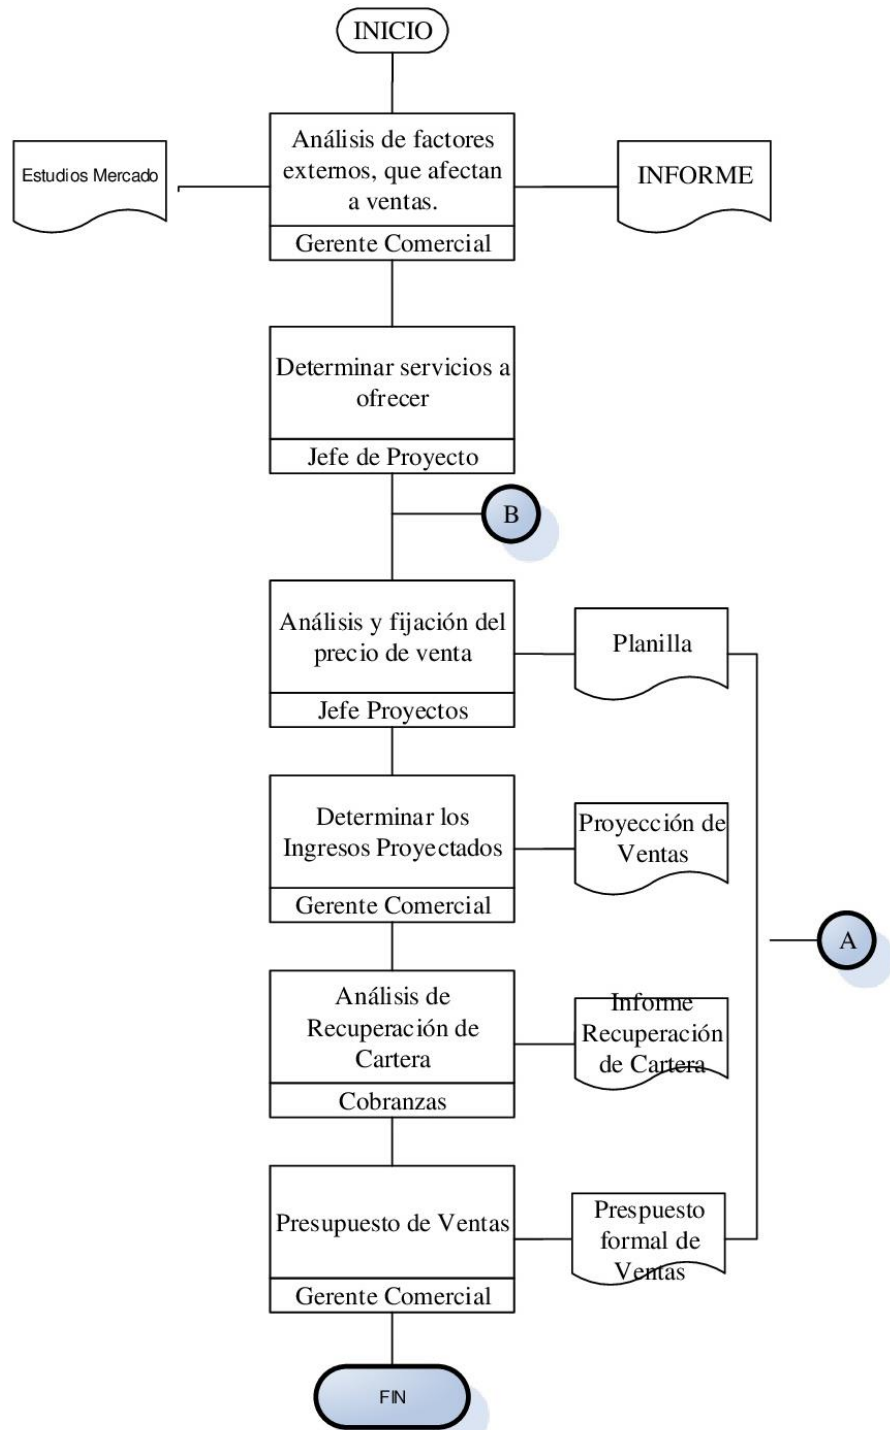 INICIO
Análisis de factores
externos, que afectan
a ventas.
Gerente Comercial
Estudios Mercado
INFORME
Determinar servicios a
ofrecer
Jefe de Proyecto
B
Análisis y fijación del
precio de venta
Jefe Proyectos
Planilla
Determinar los
Ingresos Proyectados
Gerente Comercial
Proyección de
Ventas
A
Análisis de
Recuperación de
Cartera
Cobranzas
Informe
Recuperación
de Cartera
Presupuesto de Ventas
Gerente Comercial
Prespuesto
formal de
Ventas
FIN